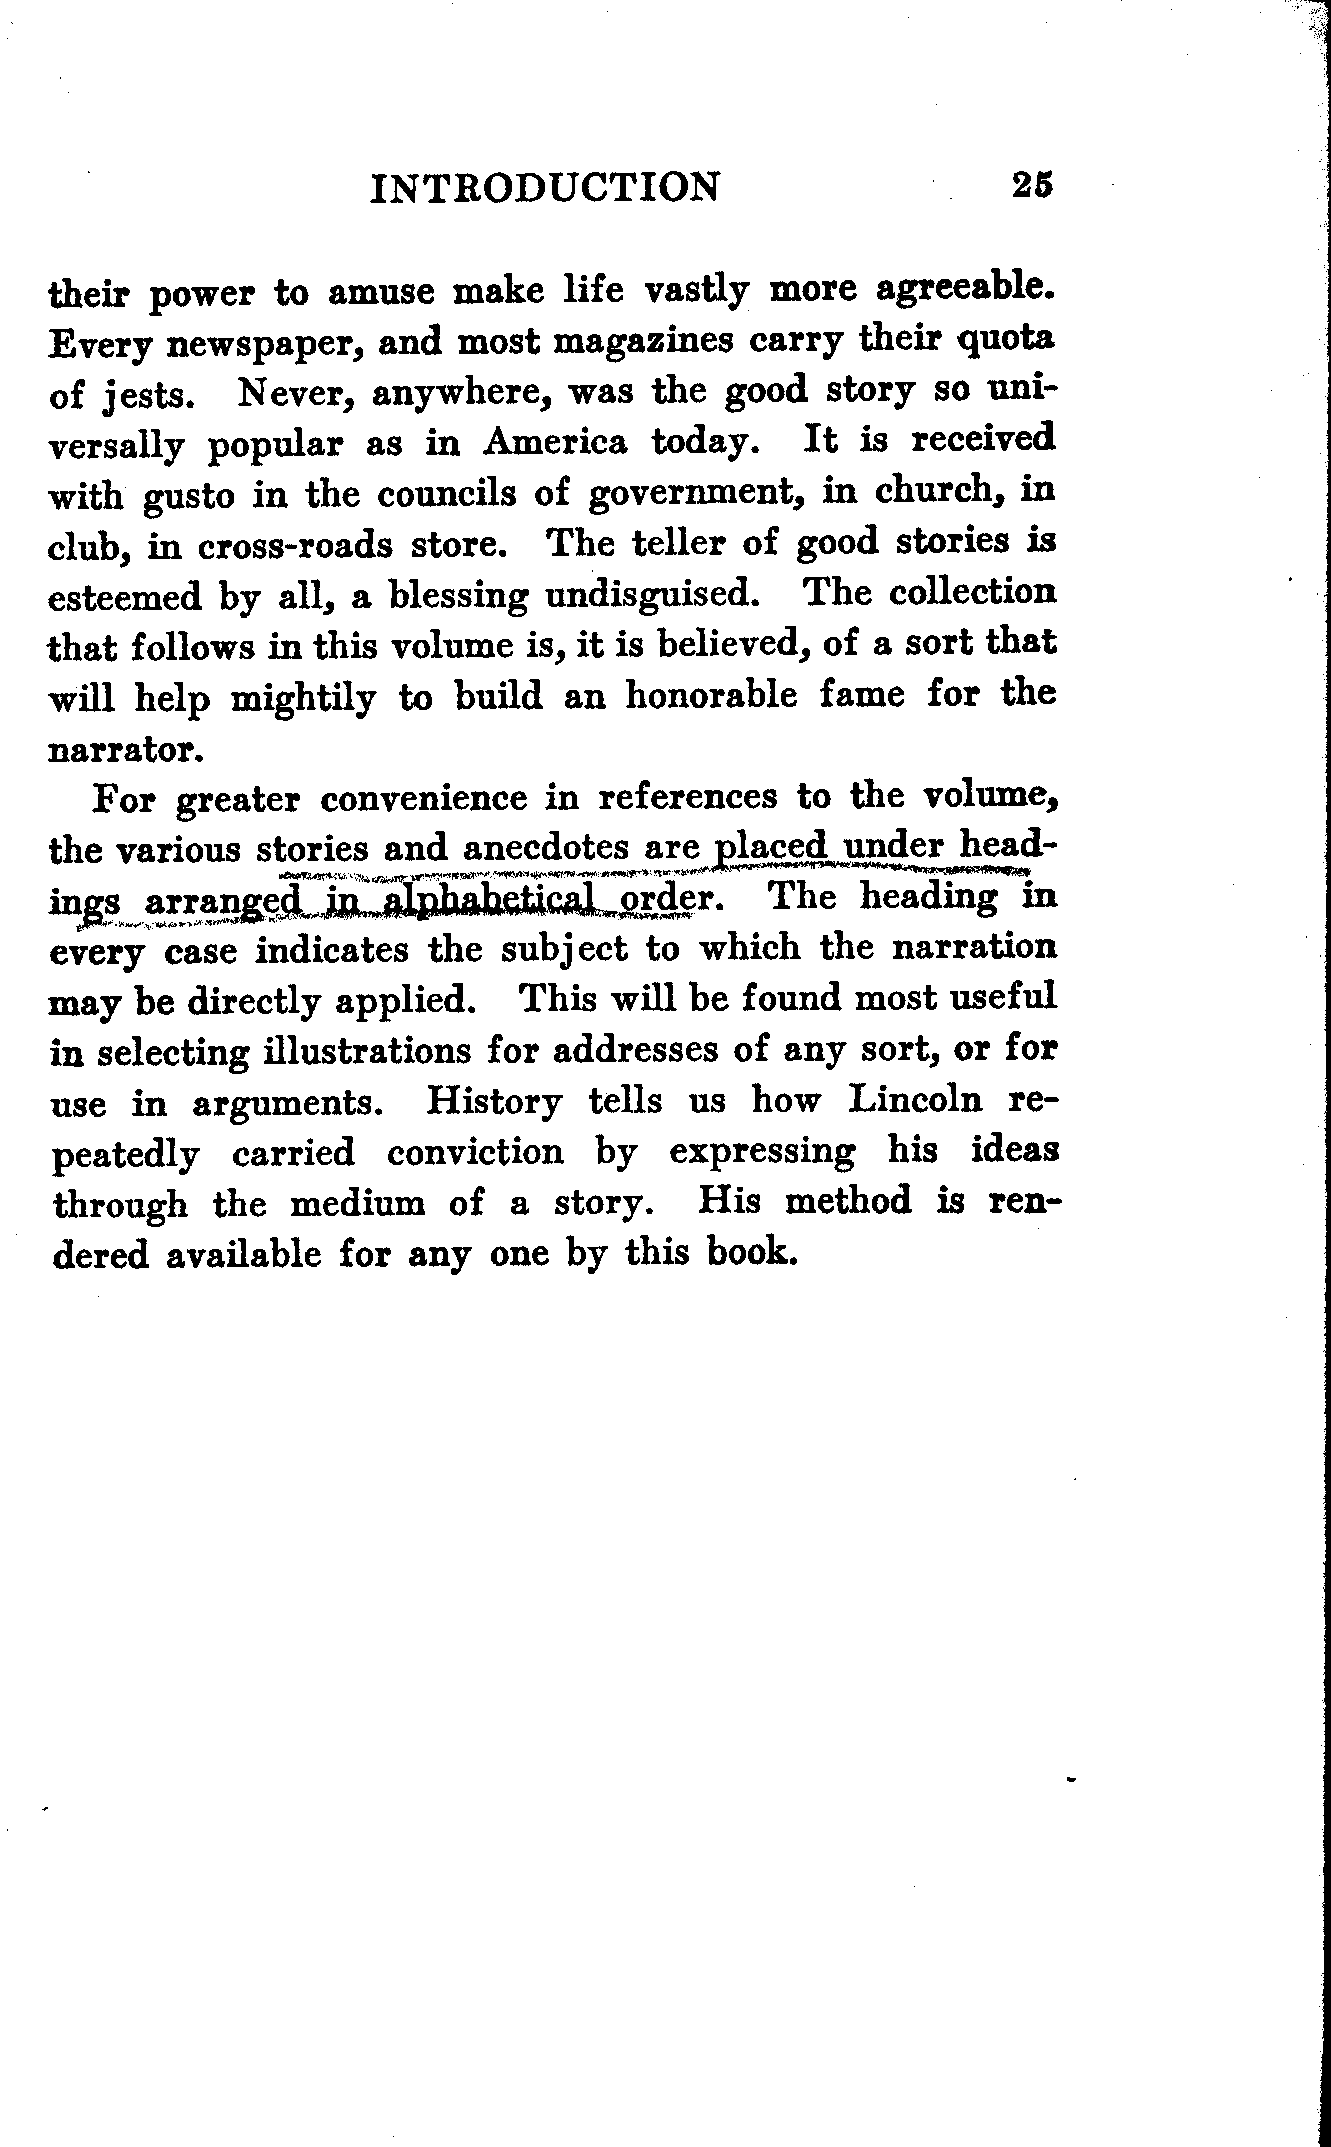 INTRODUCTION 25
their power to amuse make life vastly more agreeable.
Every newspaper, and most magazines carry their quota
of jests. Never, anywhere, was the good story so uni-
versally popular as in America today. It is received
with gusto in the councils of government, in church, in
club, in cross-roads store. The teller of good stories is
esteemed by all, a blessing undisguised. The collection
that follows in this volume is, it is believed, of a sort that
will help mightily to build an honorable fame for the
narrator.
For greater convenience in references to the volume,
the various stories and anecdotes are placed under head-
ings arranged in alphabetical order. The heading in
every case indicates the subject to which the narration
may be directly applied. This will be found most useful
in selecting illustrations for addresses of any sort, or for
use in arguments. History tells us how Lincoln re-
peatedly carried conviction by expressing his ideas
through the medium of a story. His method is ren-
dered available for any one by this book.